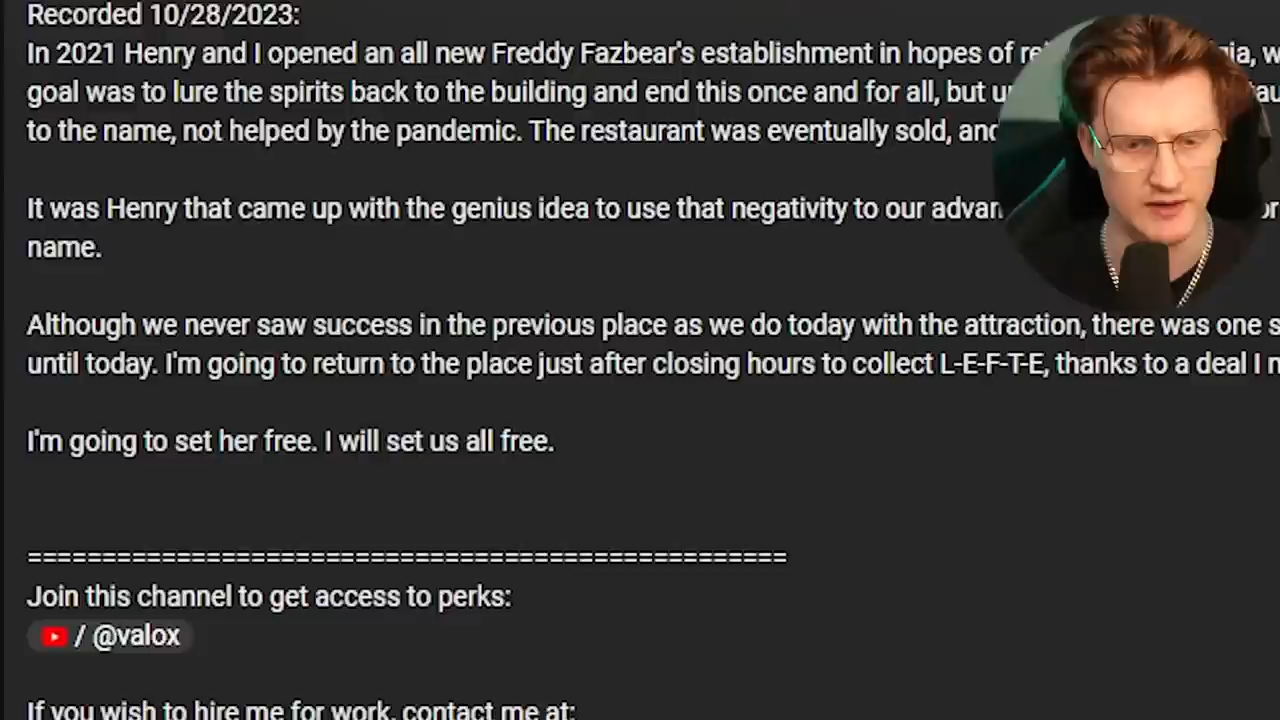 Recorded 10/28/2023:
In 2021 Henry and I opened an all new Freddy Fazbear's establishment in hopes of
goal was to lure the spirits back to the building and end this once and for all, but
to the name, not helped by the pandemic. The restaurant was eventually sold, and
It was Henry that came up with the genius idea to use that negativity to our
name.
Although we never saw success in the previous place as we do today with the attraction, there was one
until today. I'm going to return to the place just after closing hours to collect L-E-F-T-E, thanks to a deal I
I'm going to set her free. I will set us all free.
===================================================
Join this channel to get access to perks:
/ @valox
If you wish to hire me for work, contact me at: